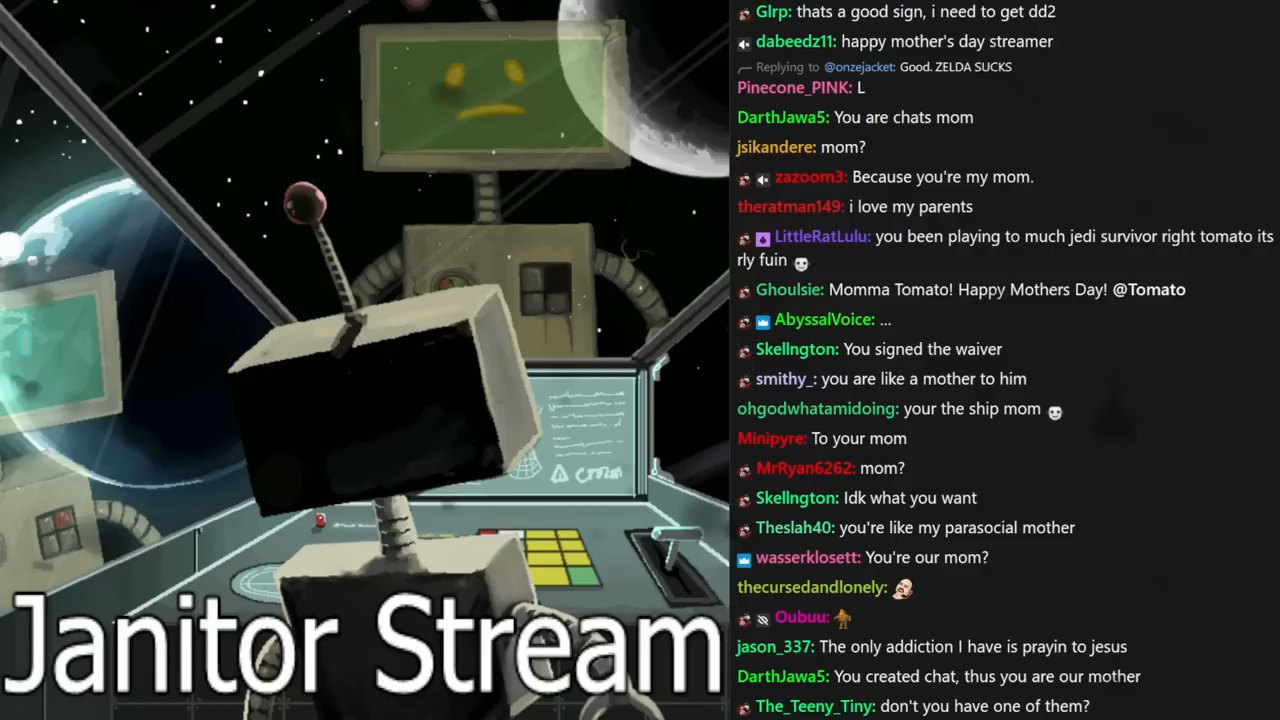 Glrp: thats a good sign, i need to get dd2
dabeedz11: happy mother's day streamer
Replying to @onzejacket: Good. ZELDA SUCKS
Pinecone_PINK: L
DarthJawa5: You are chats mom
jsikandere: mom?
zazoom3: Because you're my mom.
theratman149: i love my parents
LittleRatLulu: you been playing to much jedi survivor right tomato its
rly fuin
Ghoulsie: Momma Tomato! Happy Mothers Day! @Tomato
AbyssalVoice: ...
Skellngton: You signed the waiver
smithy_: you are like a mother to him
ohgodwhatamidoing: your the ship mom
Minipyre: To your mom
MrRyan6262: mom?
Skellngton: Idk what you want
Theslah40: you're like my parasocial mother
wasserklosett: You're our mom?
thecursedandlonely:
Oubuu:
jason_337: The only addiction I have is prayin to jesus
DarthJawa5: You created chat, thus you are our mother
The_Teeny_Tiny: don't you have one of them?
Janitor Stream